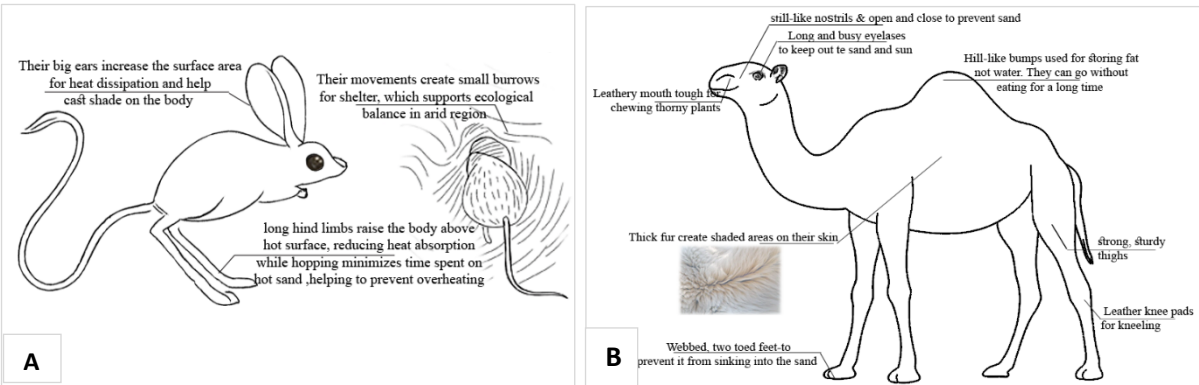 Their big ears increase the surface area
for heat dissipation and help
cast shade on the body
Their movements create small burrows
for shelter, which supports ecological
balance in arid region
long hind limbs raise the body above
hot surface, reducing heat absorption
while hopping minimizes time spent on
hot sand ,helping to prevent overheating
A
still-like nostrils & open and close to prevent sand
Long and busy eyelases
to keep out te sand and sun
Hill-like bumps used for storing fat
not water. They can go without
eating for a long time
Leathery mouth tough for
chewing thorny plants
Thick fur create shaded areas on their skin
strong, sturdy
thighs
Leather knee pads
for kneeling
Webbed, two toed feet-to
prevent it from sinking into the sand
B